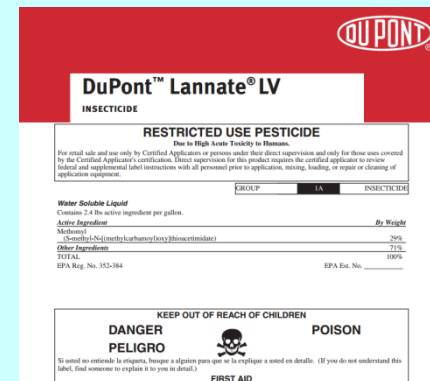 DU PONT®
DuPont™ Lannate® LV
INSECTICIDE
RESTRICTED USE PESTICIDE
Due to High Acute Toxicity to Humans.
For retail sale and use only by Certified Applicators or persons under their direct supervision and only for those uses covered
by the Certified Applicator's certification. Direct supervision for this product requires the certified applicator to review
federal and supplemental label instructions with all personnel prior to application, mixing, loading, or repair or cleaning of
application equipment.
GROUP 1A INSECTICIDE
Water Soluble Liquid
Contains 2.4 lbs active ingredient per gallon.
Active Ingredient By Weight
Methomyl
(S-methyl-N-[(methylcarbamoyl)oxy]thioacetimidate) 29%
Other Ingredients 71%
TOTAL 100%
EPA Reg. No. 352-384 EPA Est. No. ________
KEEP OUT OF REACH OF CHILDREN
DANGER POISON
PELIGRO
Si usted no entiende la etiqueta, busque a alguien para que se la explique a usted en detalle. (If you do not understand this
label, find someone to explain it to you in detail.)
FIRST AID